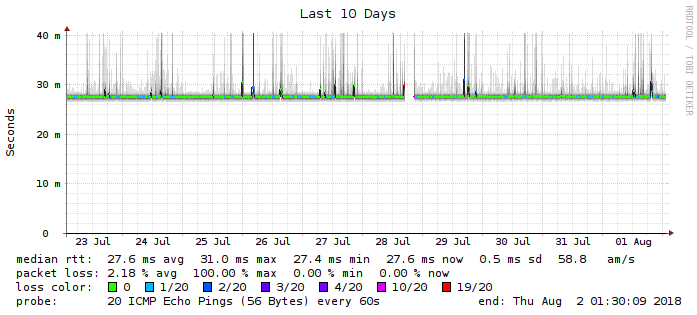 Last 10 Days
RRDTOOL / TOBI OETIKER
Seconds
40 m
30 m
20 m
10 m
0
23 Jul 24 Jul 25 Jul 26 Jul 27 Jul 28 Jul 29 Jul 30 Jul 31 Jul 01 Aug
median rtt: 27.6 ms avg 31.0 ms max 27.4 ms min 27.6 ms now 0.5 ms sd 58.8 am/s
packet loss: 2.18 % avg 100.00 % max 0.00 % min 0.00 % now
loss color: 0 1/20 2/20 3/20 4/20 10/20 19/20
probe: 20 ICMP Echo Pings (56 Bytes) every 60s end: Thu Aug 2 01:30:09 2018